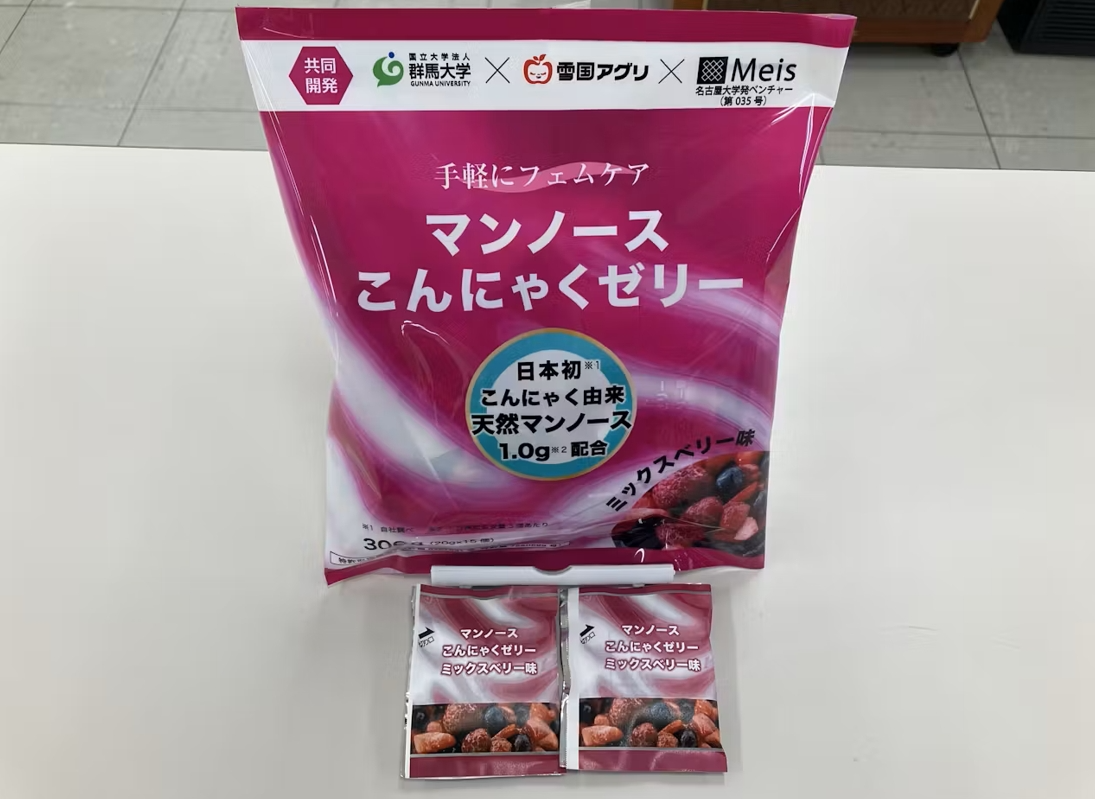 共同
開発
国立大学法人
群馬大学
GUNMA UNIVERSITY
×
雪国アグリ
×
Meis
名古屋大学発ベンチャー
(第 035 号)
手軽にフェムケア
マンノース
こんにゃくゼリー
日本初※1
こんにゃく由来
天然マンノース
1.0g※2配合
ミックスベリー味
※1 自社調べ
マンノース
こんにゃくゼリー
ミックスベリー味
マンノース
こんにゃくゼリー
ミックスベリー味